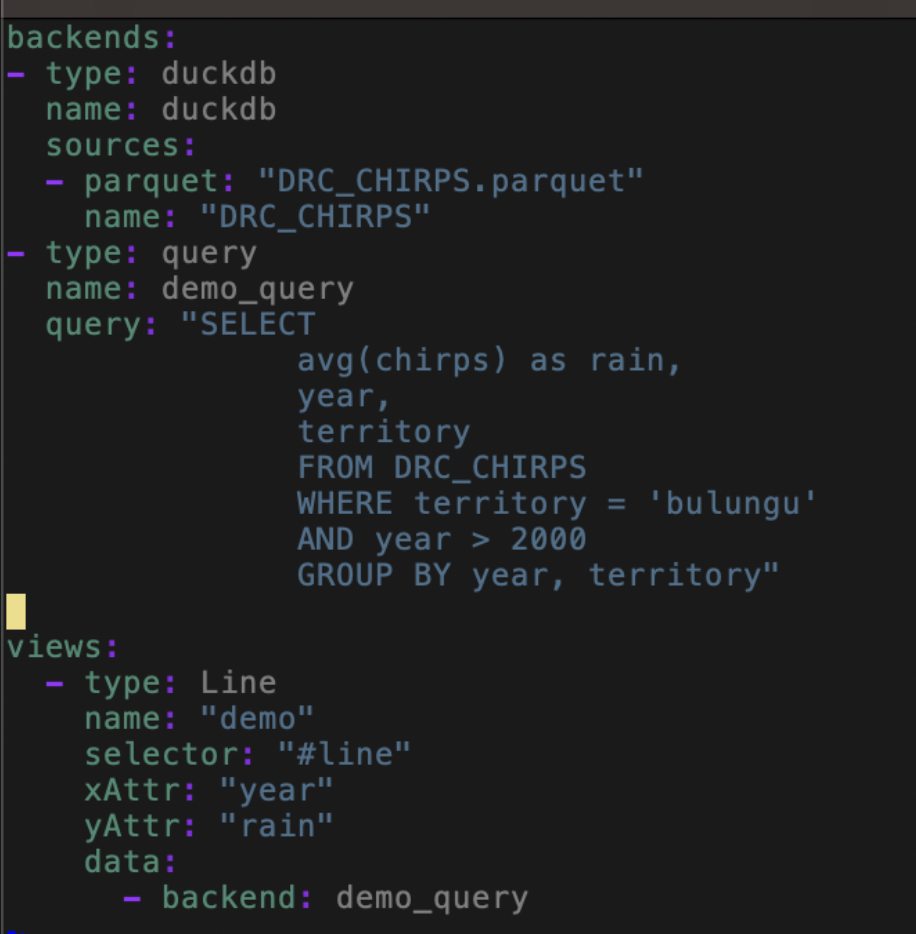 backends:
- type: duckdb
  name: duckdb
  sources:
  - parquet: "DRC_CHIRPS.parquet"
    name: "DRC_CHIRPS"
- type: query
  name: demo_query
  query: "SELECT
               avg(chirps) as rain,
               year,
               territory
               FROM DRC_CHIRPS
               WHERE territory = 'bulungu'
               AND year > 2000
               GROUP BY year, territory"

views:
  - type: Line
    name: "demo"
    selector: "#line"
    xAttr: "year"
    yAttr: "rain"
    data:
      - backend: demo_query